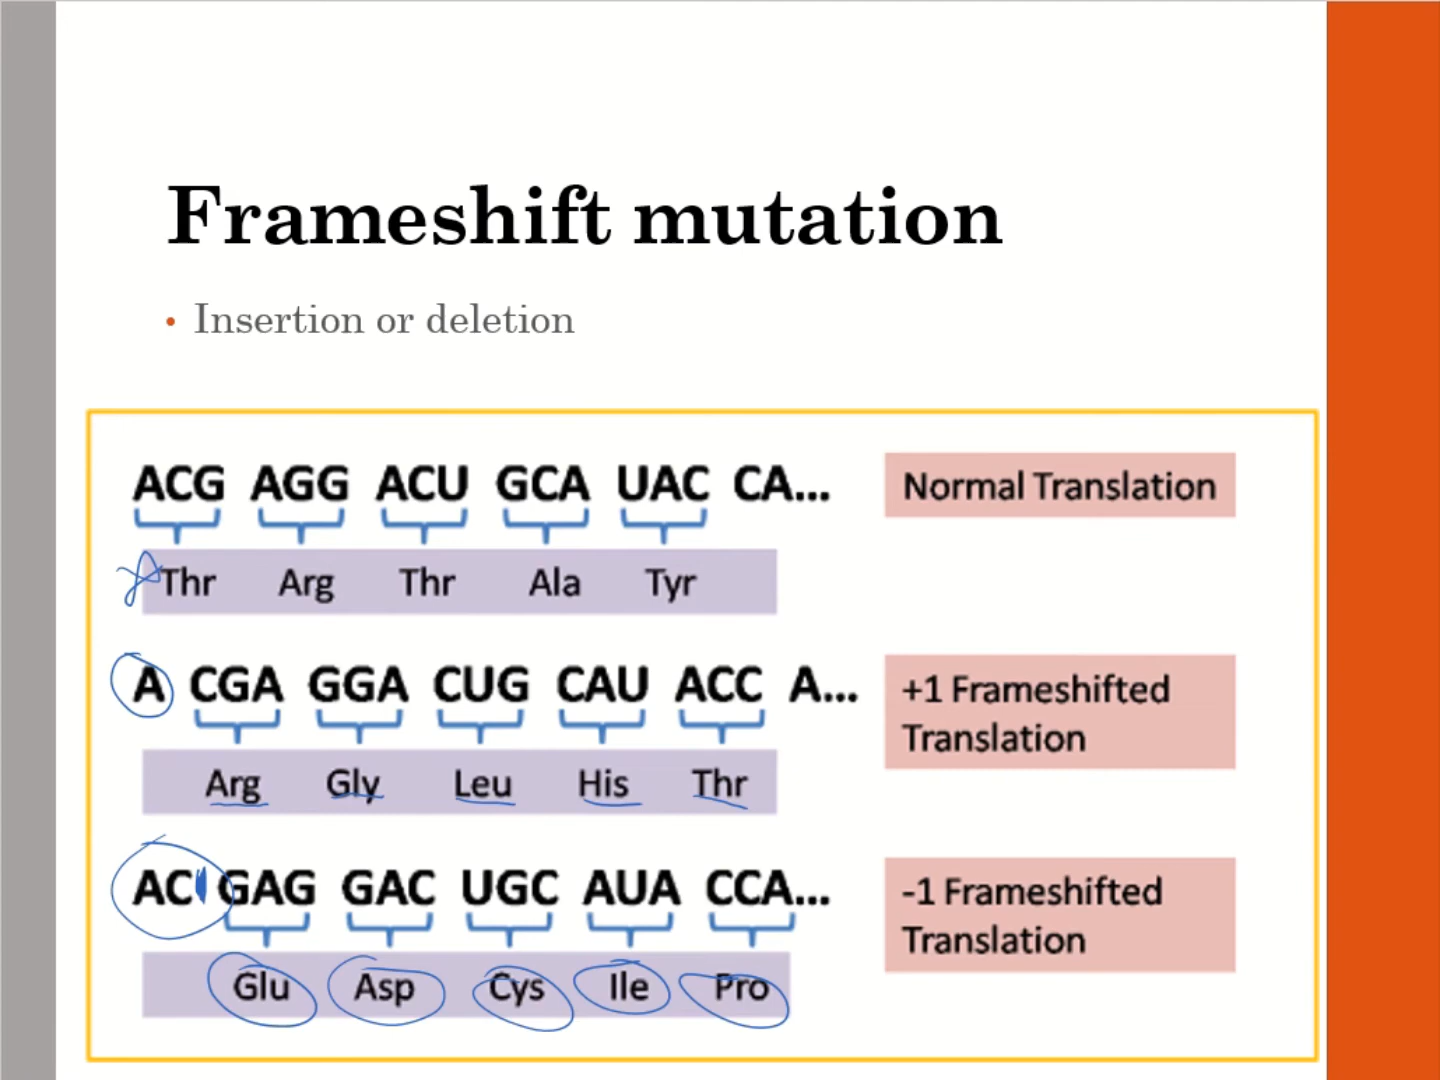 Frameshift mutation
• Insertion or deletion
ACG AGG ACU GCA UAC CA...
Normal Translation
Thr Arg Thr Ala Tyr
A CGA GGA CUG CAU ACC A...
+1 Frameshifted
Translation
Arg Gly Leu His Thr
AC GAG GAC UGC AUA CCA...
-1 Frameshifted
Translation
Glu Asp Cys Ile Pro